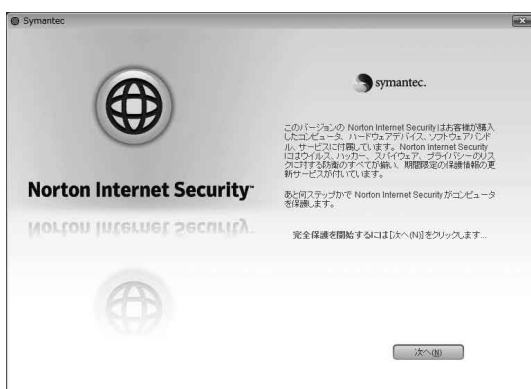 Symantec
symantec.
このバージョンの Norton Internet Security はお客様が購入
したコンピュータ、ハードウェアデバイス、ソフトウェアバンド
ル、サービスに付属しています。Norton Internet Security
にはウイルス、ハッカー、スパイウェア、プライバシーのリス
クに対する防衛のすべてが揃い、期間限定の保護情報の更
新サービスが付いています。
あと何ステップかで Norton Internet Security がコンピュータ
を保護します。
完全保護を開始するには[次へ(N)]をクリックします...
Norton Internet Security™
次へ(N)